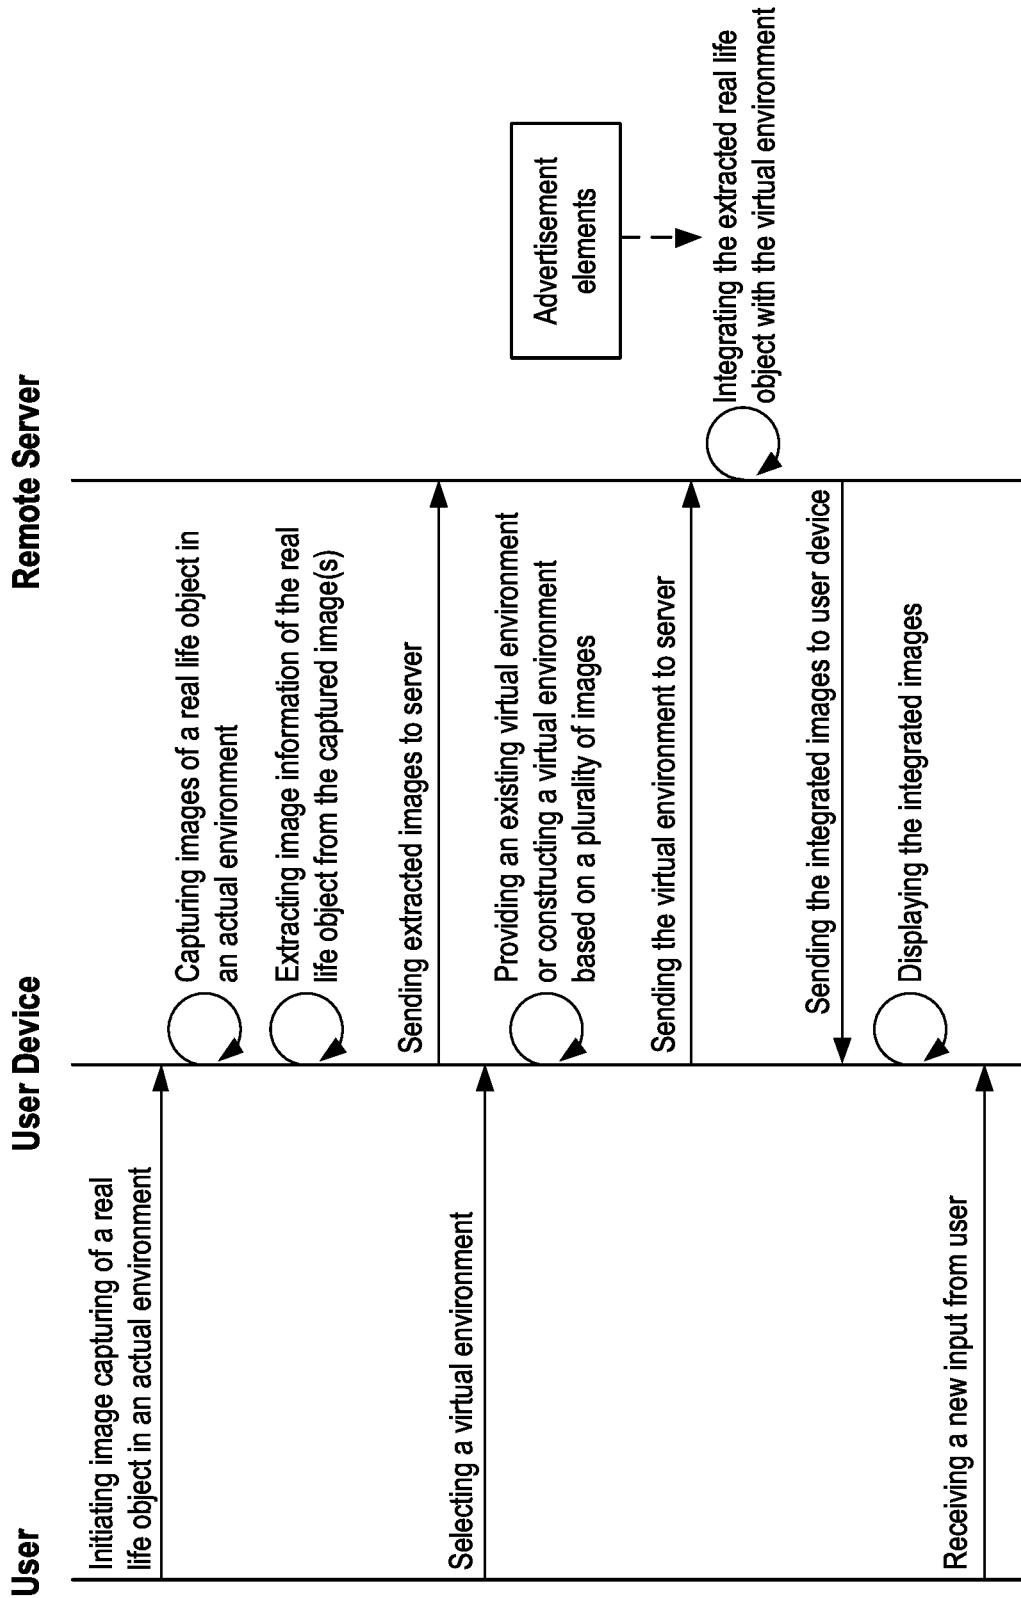 User
User Device
Remote Server
Initiating image capturing of a real
life object in an actual environment
Capturing images of a real life object in
an actual environment
Extracting image information of the real
life object from the captured image(s)
Sending extracted images to server
Selecting a virtual environment
Providing an existing virtual environment
or constructing a virtual environment
based on a plurality of images
Sending the virtual environment to server
Advertisement
elements
Integrating the extracted real life
object with the virtual environment
Sending the integrated images to user device
Displaying the integrated images
Receiving a new input from user